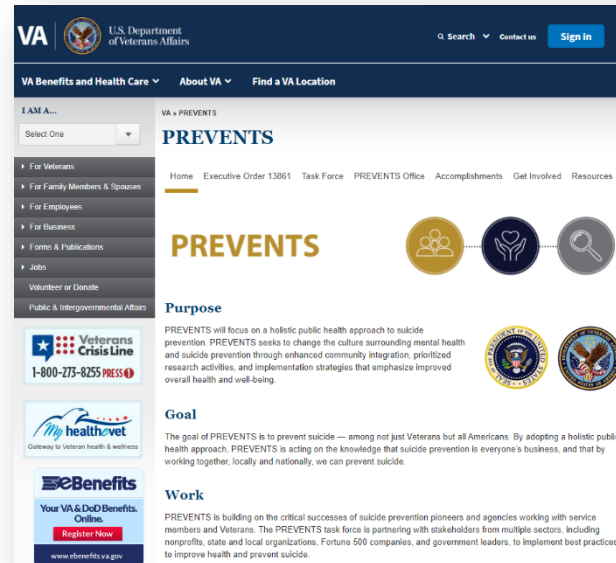 VA
U.S. Department
of Veterans Affairs
Search
Contact us
Sign in
VA Benefits and Health Care
About VA
Find a VA Location
I AM A...
Select One
For Veterans
For Family Members & Spouses
For Employees
For Business
Forms & Publications
Jobs
Volunteer or Donate
Public & Intergovernmental Affairs
Veterans
Crisis Line
1-800-273-8255 PRESS 1
My healthevet
Gateway to Veteran health & wellness
eBenefits
Your VA & DoD Benefits.
Online.
Register Now
www.ebenefits.va.gov
VA » PREVENTS
PREVENTS
Home Executive Order 13861 Task Force PREVENTS Office Accomplishments Get Involved Resources
PREVENTS
Purpose
PREVENTS will focus on a holistic public health approach to suicide
prevention. PREVENTS seeks to change the culture surrounding mental health
and suicide prevention through enhanced community integration, prioritized
research activities, and implementation strategies that emphasize improved
overall health and well-being.
Goal
The goal of PREVENTS is to prevent suicide — among not just Veterans but all Americans. By adopting a holistic public
health approach, PREVENTS is acting on the knowledge that suicide prevention is everyone's business, and that by
working together, locally and nationally, we can prevent suicide.
Work
PREVENTS is building on the critical successes of suicide prevention pioneers and agencies working with service
members and Veterans. The PREVENTS task force is partnering with stakeholders from multiple sectors, including
nonprofits, state and local organizations, Fortune 500 companies, and government leaders, to implement best practices
to improve health and prevent suicide.